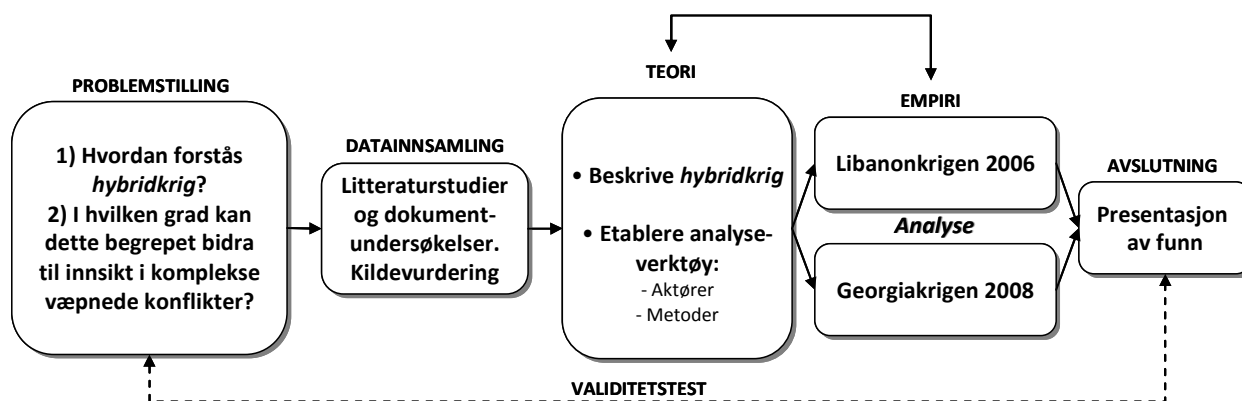 PROBLEMSTILLING
1) Hvordan forstås
hybridkrig?
2) I hvilken grad kan
dette begrepet bidra
til innsikt i komplekse
væpnede konflikter?
DATAINNSAMLING
Litteraturstudier
og dokument-
undersøkelser.
Kildevurdering
TEORI
• Beskrive hybridkrig
• Etablere analyse-
verktøy:
- Aktører
- Metoder
EMPIRI
Libanonkrigen 2006
Analyse
Georgiakrigen 2008
AVSLUTNING
Presentasjon
av funn
VALIDITETSTEST